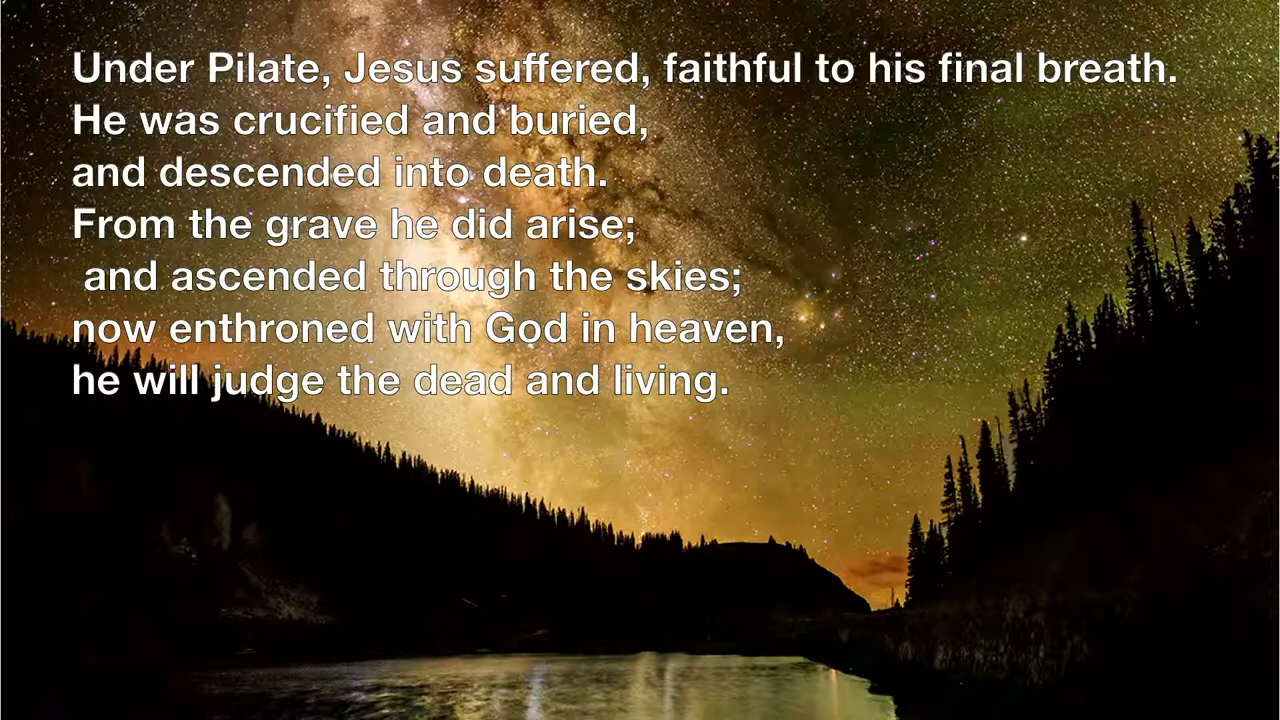 Under Pilate, Jesus suffered, faithful to his final breath.
He was crucified and buried,
and descended into death.
From the grave he did arise;
and ascended through the skies;
now enthroned with God in heaven,
he will judge the dead and living.